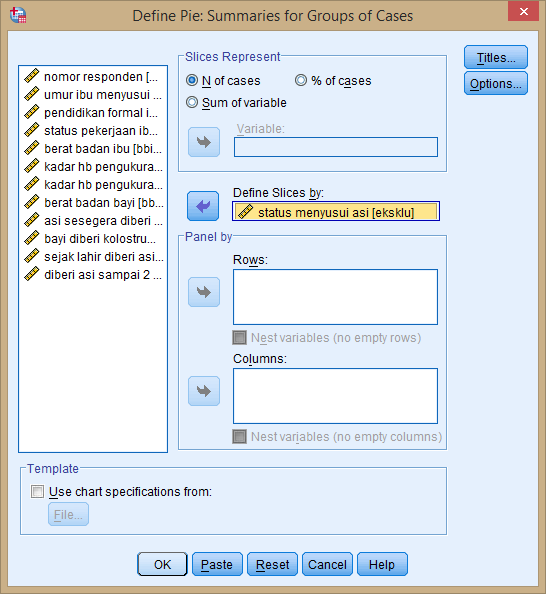 Define Pie: Summaries for Groups of Cases
nomor responden [...
umur ibu menyusui ...
pendidikan formal i...
status pekerjaan ib...
berat badan ibu [bbi...
kadar hb pengukura...
kadar hb pengukura...
berat badan bayi [bb...
asi sesegera diberi ...
bayi diberi kolostru...
sejak lahir diberi asi...
diberi asi sampai 2 ...
Slices Represent
N of cases
% of cases
Sum of variable
Variable:
Define Slices by:
status menyusui asi [eksklu]
Panel by
Rows:
Nest variables (no empty rows)
Columns:
Nest variables (no empty columns)
Titles...
Options...
Template
Use chart specifications from:
File...
OK
Paste
Reset
Cancel
Help